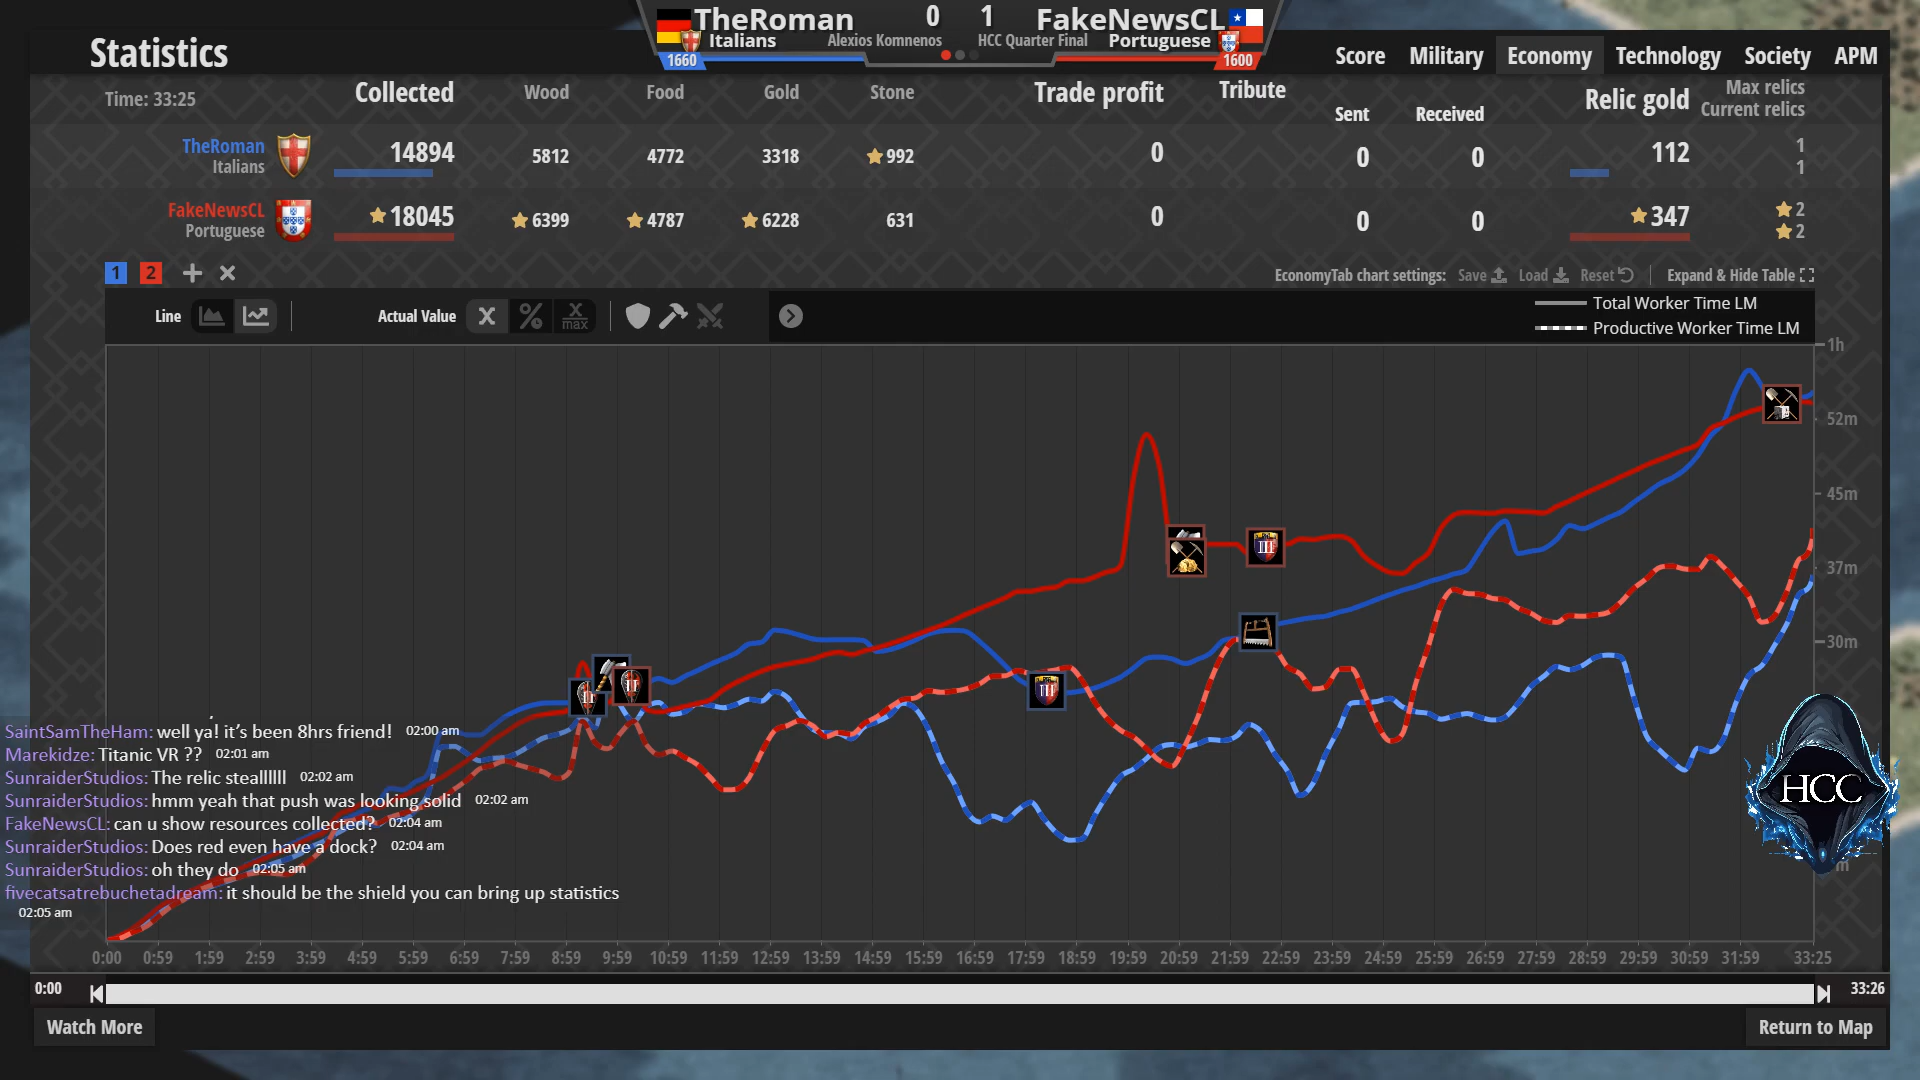 TheRoman 0 1 FakeNewsCL
Italians Alexios Komnenos HCC Quarter Final Portuguese
1660 1600
Statistics
Score Military Economy Technology Society APM
Time: 33:25 Collected Wood Food Gold Stone Trade profit Tribute Sent Received Relic gold Max relics
Current relics
TheRoman 14894 5812 4772 3318 992 0 0 0 112 1
Italians 1
FakeNewsCL 18045 6399 4787 6228 631 0 0 0 347 2
Portuguese 2
1 2 EconomyTab chart settings: Save Load Reset Expand & Hide Table
Line Actual Value X % X max
Total Worker Time LM
Productive Worker Time LM
1h
52m
45m
37m
30m
II II III III III
SaintSamTheHam: well ya! it's been 8hrs friend! 02:00 am
Marekidze: Titanic VR ?? 02:01 am
SunraiderStudios: The relic stealllllll 02:02 am
SunraiderStudios: hmm yeah that push was looking solid 02:02 am
FakeNewsCL: can u show resources collected? 02:04 am
SunraiderStudios: Does red even have a dock? 02:04 am
SunraiderStudios: oh they do 02:05 am
fivecatsatrebuchetadream: it should be the shield you can bring up statistics
02:05 am
HCC
0:00 0:59 1:59 2:59 3:59 4:59 5:59 6:59 7:59 8:59 9:59 10:59 11:59 12:59 13:59 14:59 15:59 16:59 17:59 18:59 19:59 20:59 21:59 22:59 23:59 24:59 25:59 26:59 27:59 28:59 29:59 30:59 31:59 33:25
0:00 33:26
Watch More Return to Map